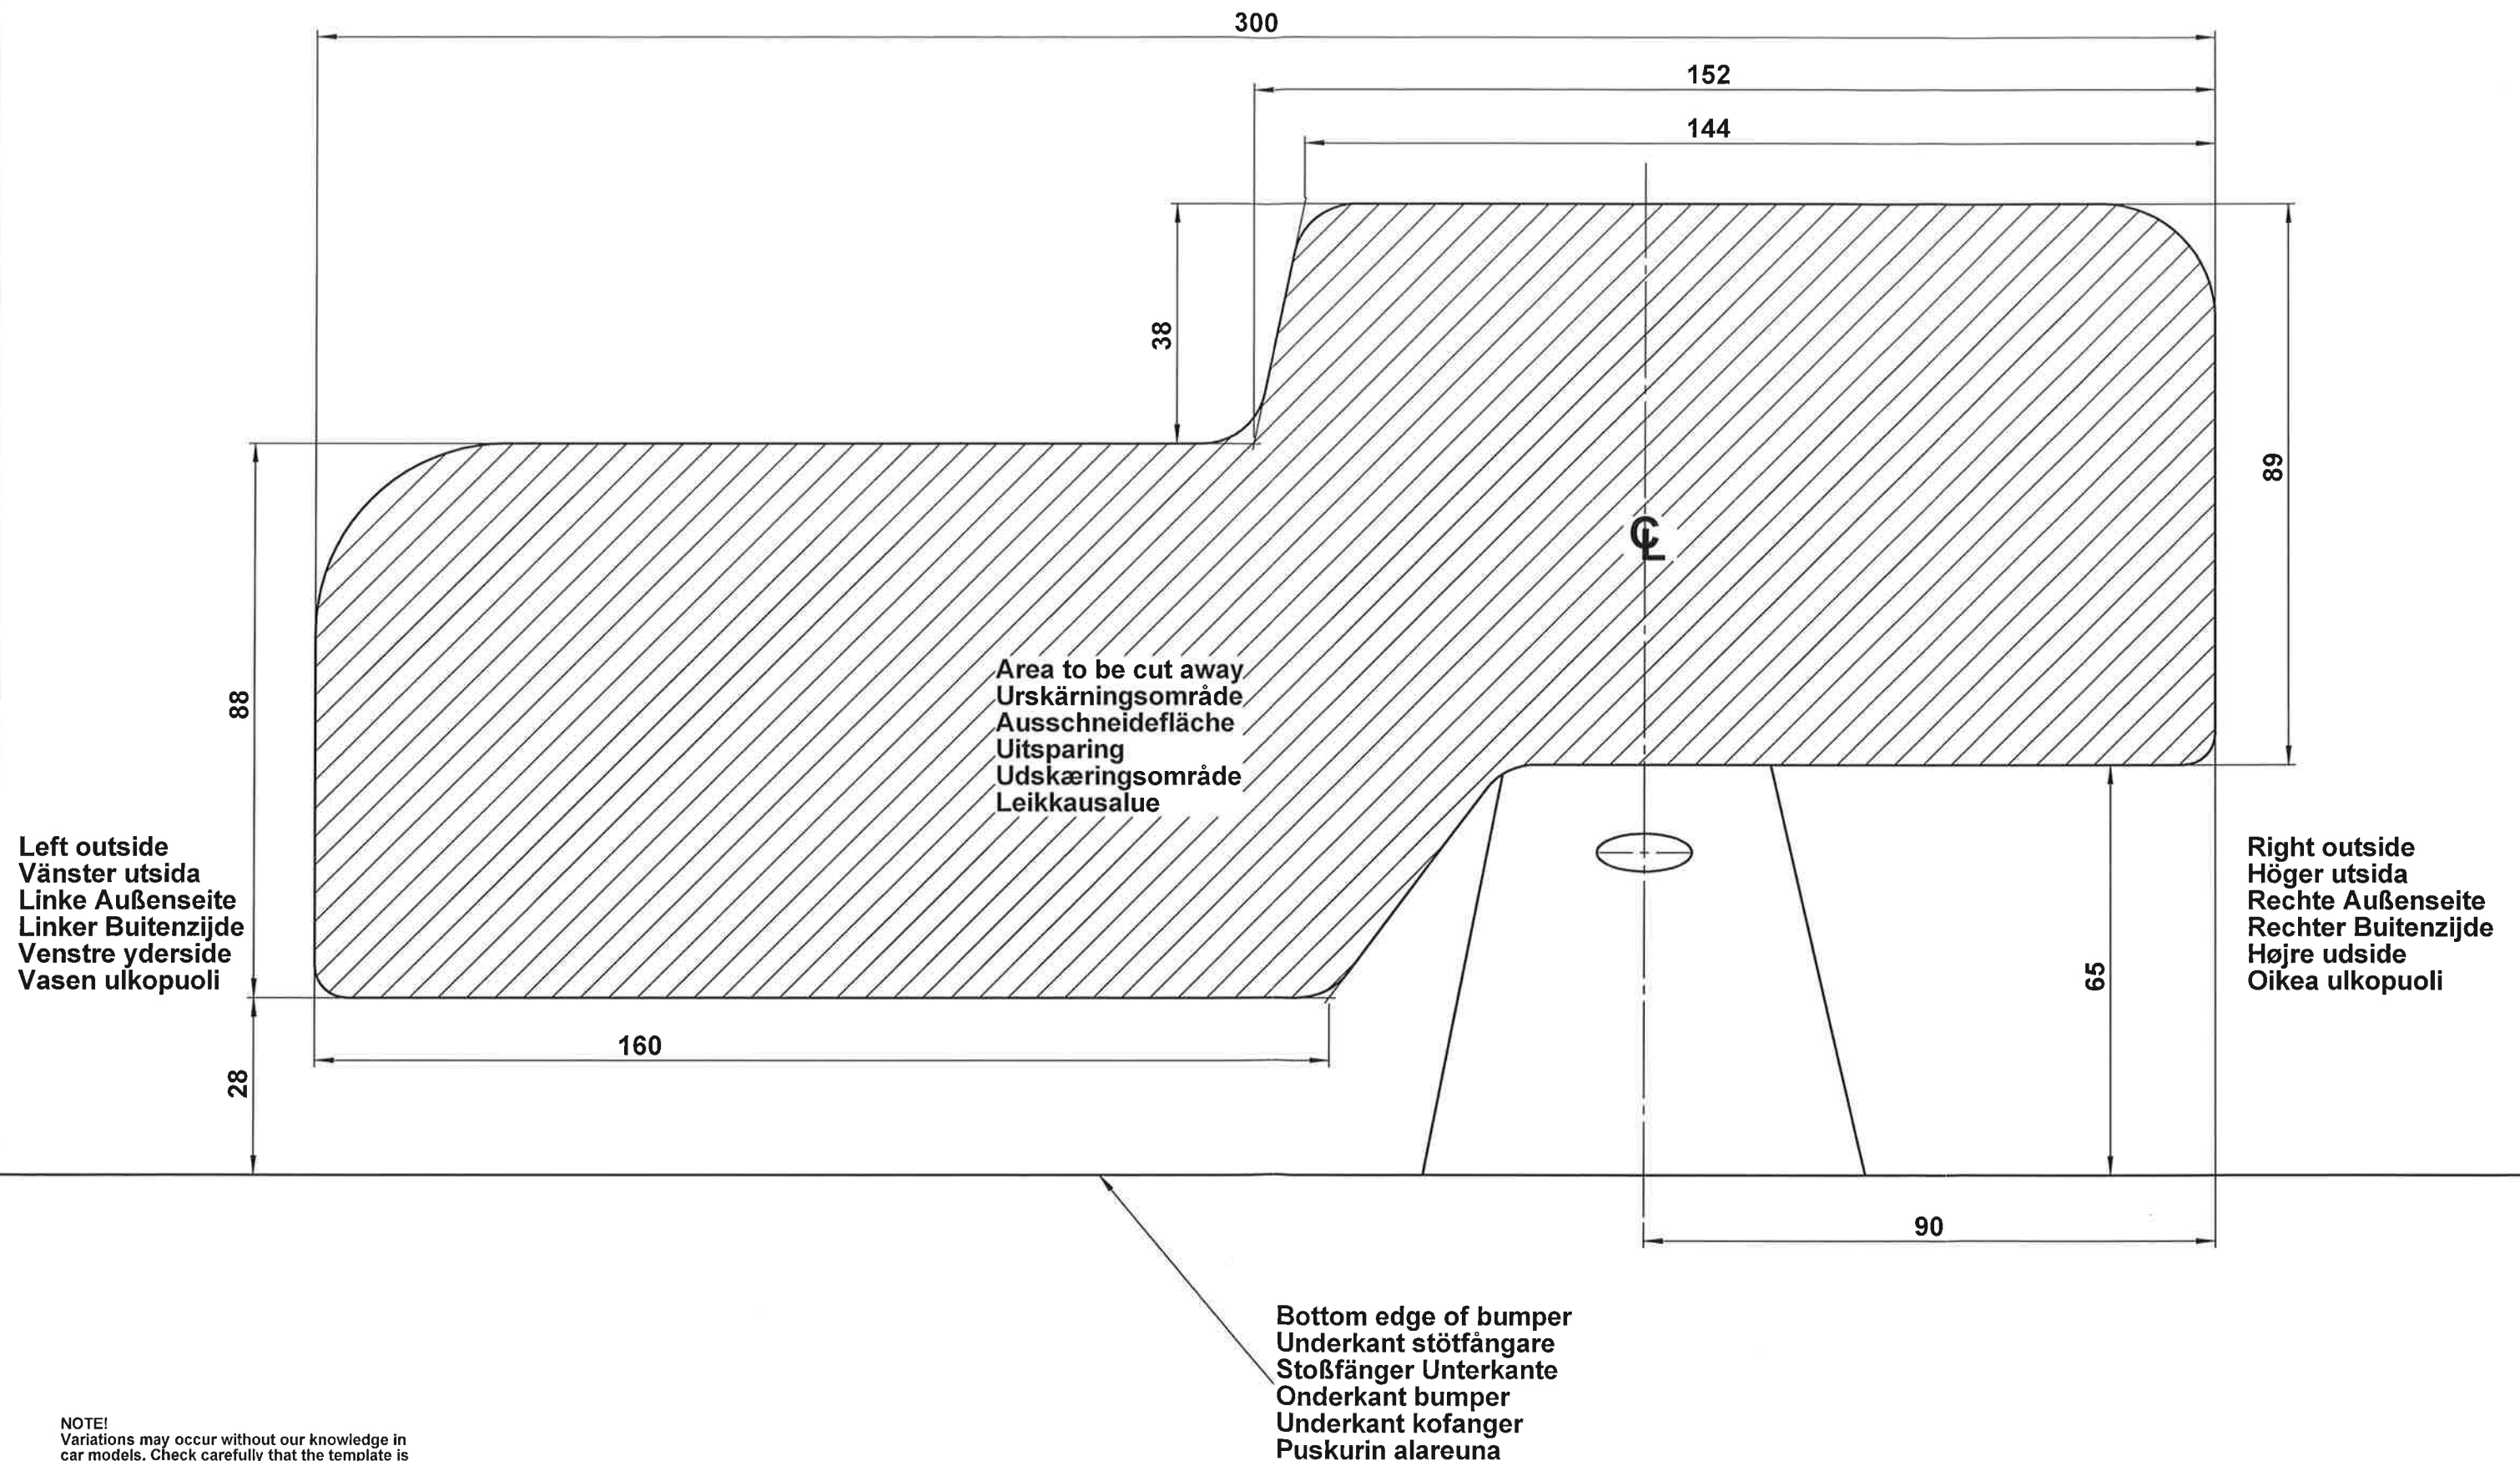 300
152
144
38
89
℄
88
Area to be cut away
Urskärningsområde
Ausschneidefläche
Uitsparing
Udskæringsområde
Leikkausalue
Left outside
Vänster utsida
Linke Außenseite
Linker Buitenzijde
Venstre yderside
Vasen ulkopuoli
Right outside
Höger utsida
Rechte Außenseite
Rechter Buitenzijde
Højre udside
Oikea ulkopuoli
65
160
28
90
Bottom edge of bumper
Underkant stötfångare
Stoßfänger Unterkante
Onderkant bumper
Underkant kofanger
Puskurin alareuna
NOTE!
Variations may occur without our knowledge in
car models. Check carefully that the template is